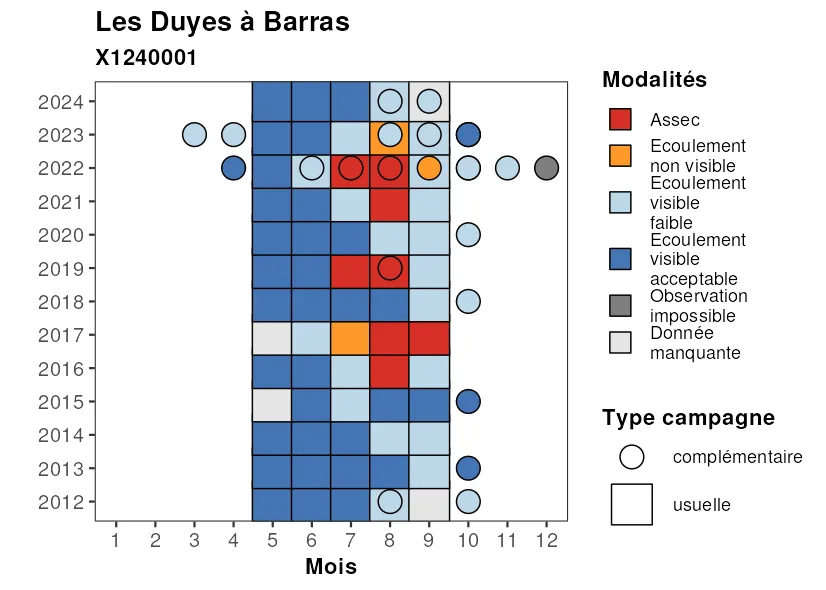 Les Duyes à Barras
X1240001
2024
2023
2022
2021
2020
2019
2018
2017
2016
2015
2014
2013
2012
1 2 3 4 5 6 7 8 9 10 11 12
Mois
Modalités
Assec
Ecoulement
non visible
Ecoulement
visible
faible
Ecoulement
visible
acceptable
Observation
impossible
Donnée
manquante
Type campagne
complémentaire
usuelle